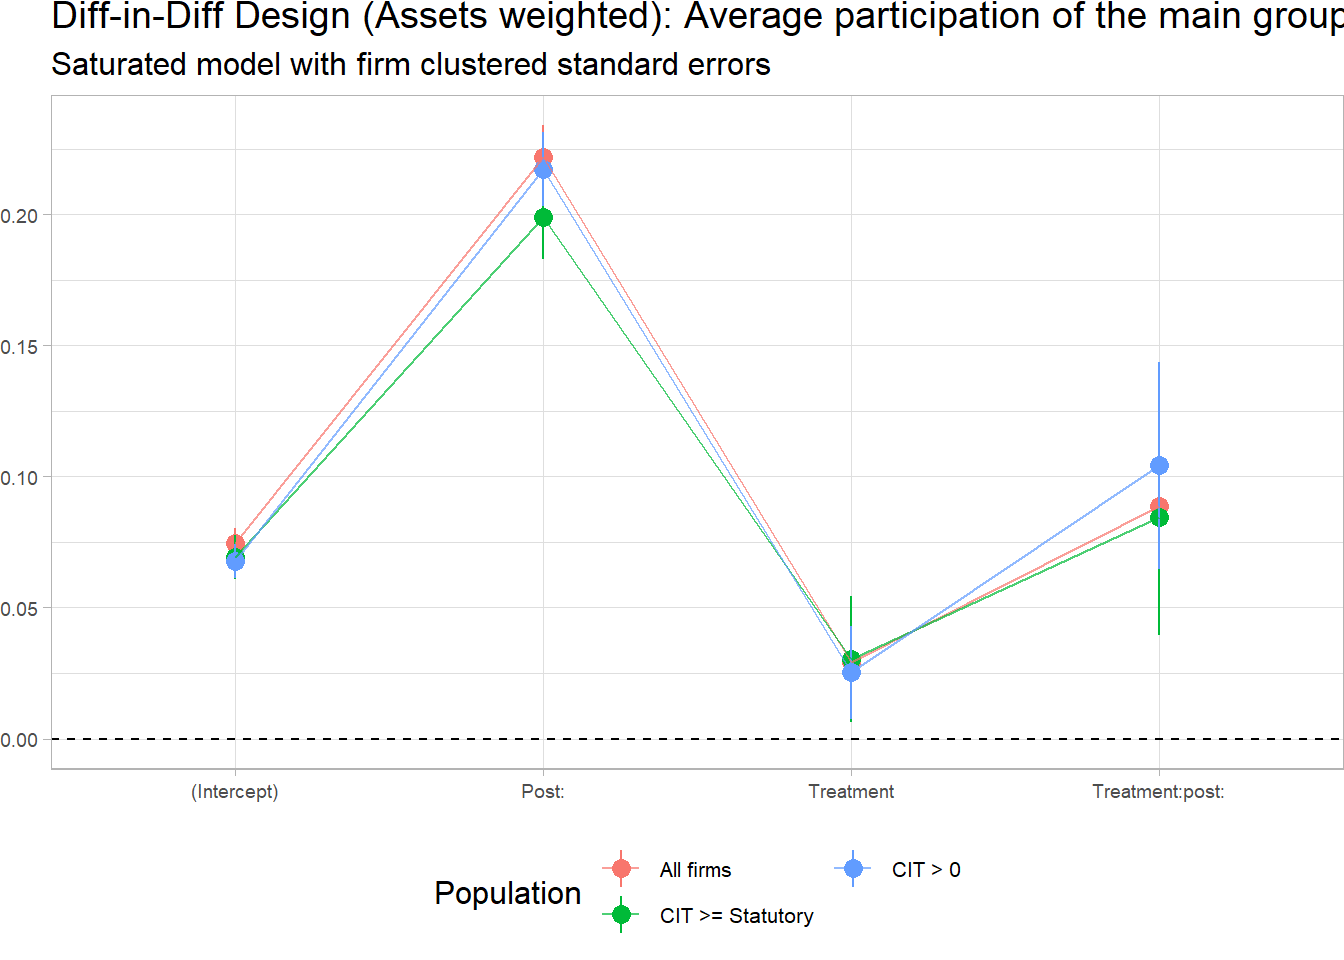 Diff-in-Diff Design (Assets weighted): Average participation of the main group
Saturated model with firm clustered standard errors
0.20
0.15
0.10
0.05
0.00
(Intercept) Post: Treatment Treatment:post:
Population
All firms CIT > 0
CIT >= Statutory